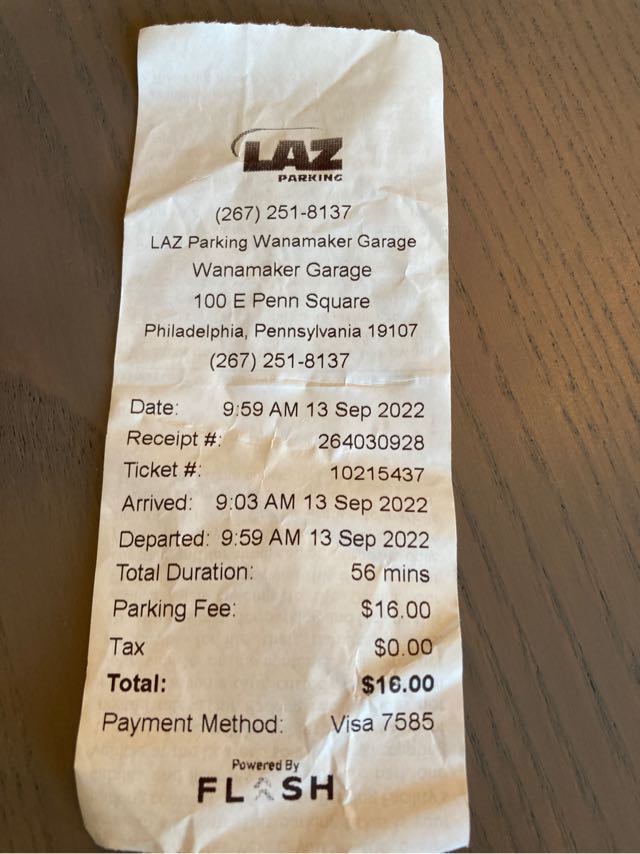 LAZ
PARKING
(267) 251-8137
LAZ Parking Wanamaker Garage
Wanamaker Garage
100 E Penn Square
Philadelphia, Pennsylvania 19107
(267) 251-8137
Date: 9:59 AM 13 Sep 2022
Receipt #: 264030928
Ticket #: 10215437
Arrived: 9:03 AM 13 Sep 2022
Departed: 9:59 AM 13 Sep 2022
Total Duration: 56 mins
Parking Fee: $16.00
Tax $0.00
Total: $16.00
Payment Method: Visa 7585
Powered By
FLASH